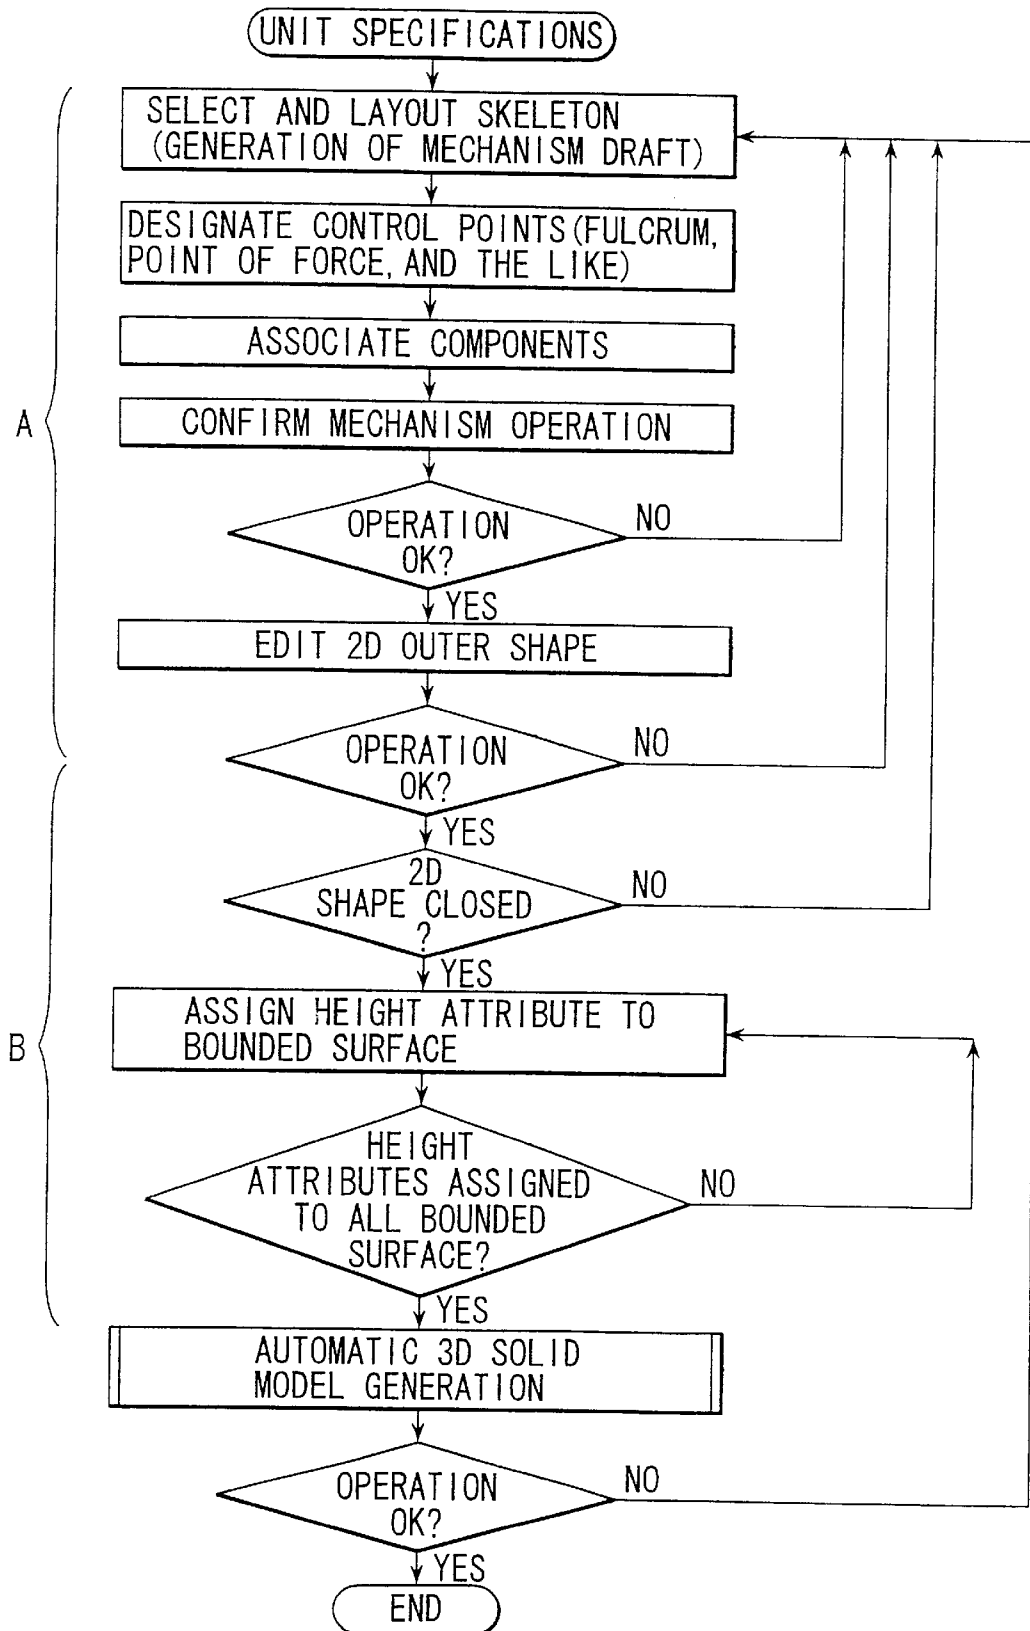 UNIT SPECIFICATIONS
SELECT AND LAYOUT SKELETON
(GENERATION OF MECHANISM DRAFT)
DESIGNATE CONTROL POINTS(FULCRUM,
POINT OF FORCE, AND THE LIKE)
ASSOCIATE COMPONENTS
A
CONFIRM MECHANISM OPERATION
OPERATION
OK?
NO
YES
EDIT 2D OUTER SHAPE
OPERATION
OK?
NO
YES
2D
SHAPE CLOSED
?
NO
YES
ASSIGN HEIGHT ATTRIBUTE TO
BOUNDED SURFACE
B
HEIGHT
ATTRIBUTES ASSIGNED
TO ALL BOUNDED
SURFACE?
NO
YES
AUTOMATIC 3D SOLID
MODEL GENERATION
OPERATION
OK?
NO
YES
END